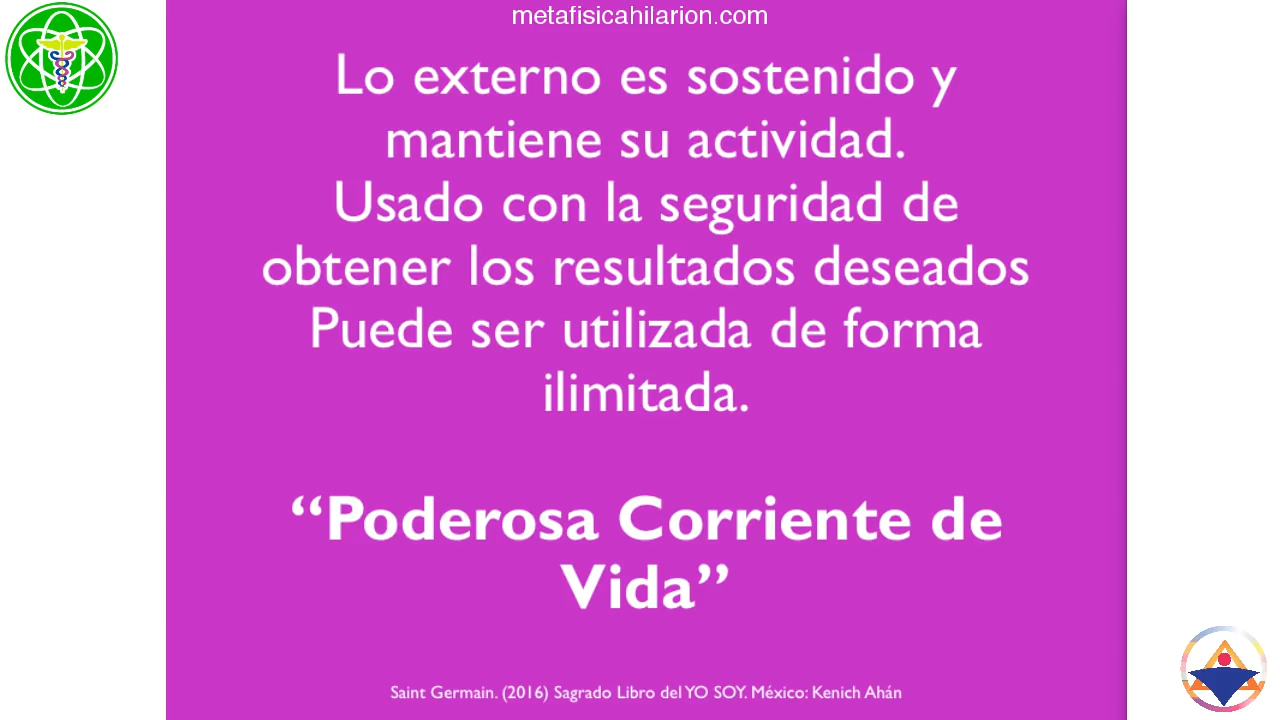 metafisicahilarion.com
Lo externo es sostenido y
mantiene su actividad.
Usado con la seguridad de
obtener los resultados deseados
Puede ser utilizada de forma
ilimitada.
“Poderosa Corriente de
Vida”
Saint Germain. (2016) Sagrado Libro del YO SOY. México: Kenich Ahán